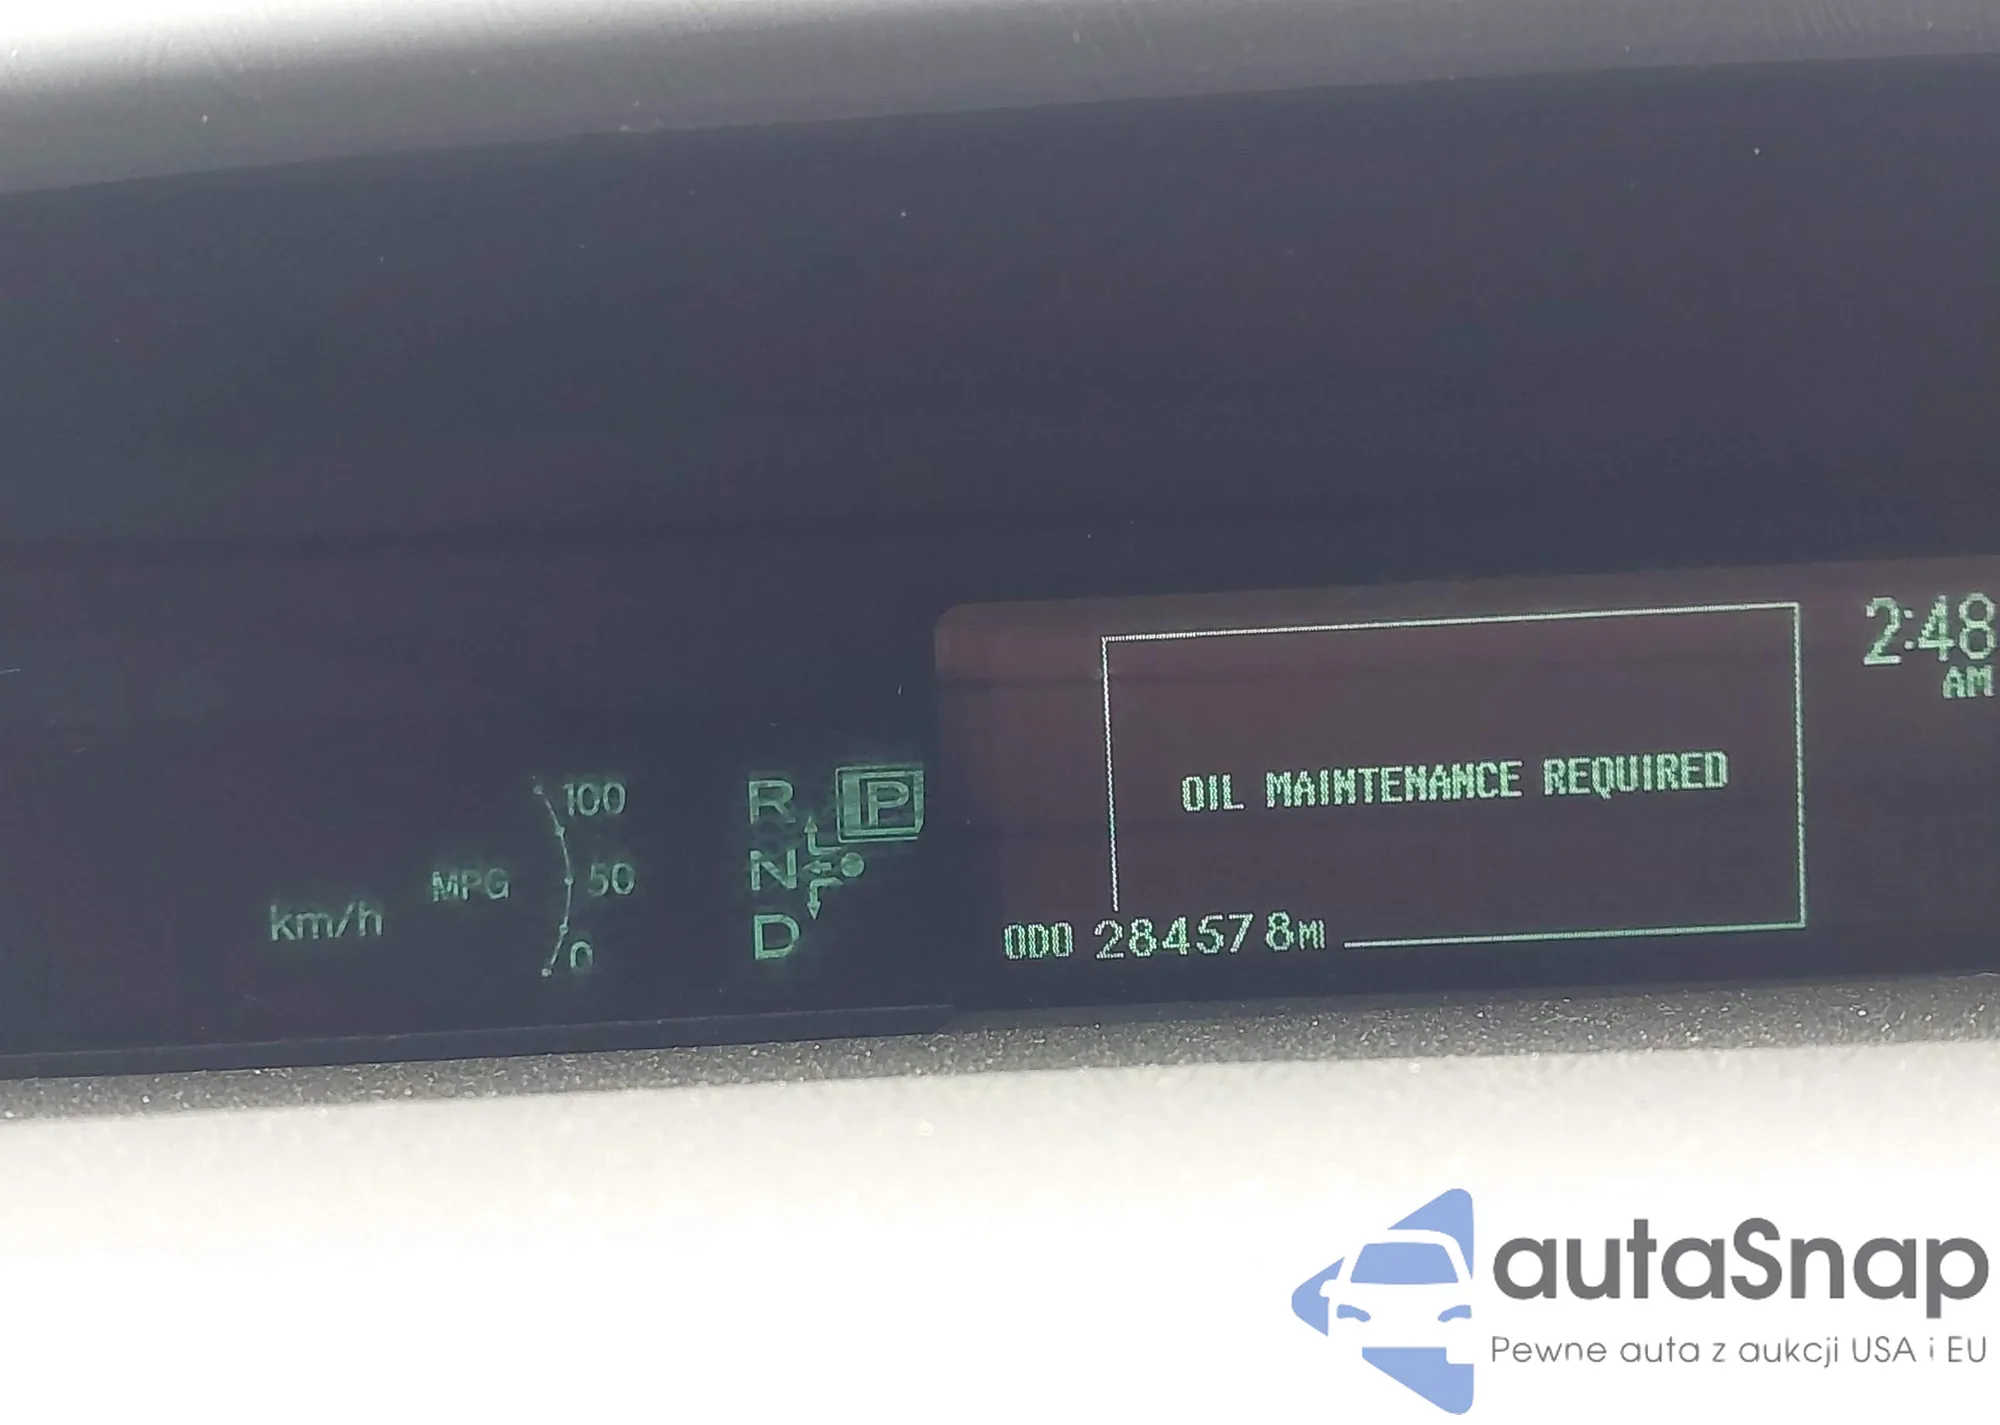 2:48
AM
OIL MAINTENANCE REQUIRED
100
R P
MPG 50
N
km/h
0
D
ODO 284578MI
autaSnap
Pewne auta z aukcji USA i EU